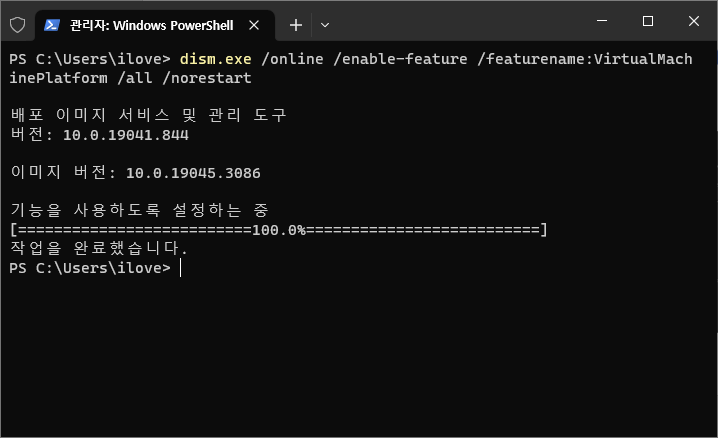 관리자: Windows PowerShell
PS C:\Users\ilove> dism.exe /online /enable-feature /featurename:VirtualMach
inePlatform /all /norestart
배포 이미지 서비스 및 관리 도구
버전: 10.0.19041.844
이미지 버전: 10.0.19045.3086
기능을 사용하도록 설정하는 중
[==========================100.0%==========================]
작업을 완료했습니다.
PS C:\Users\ilove>